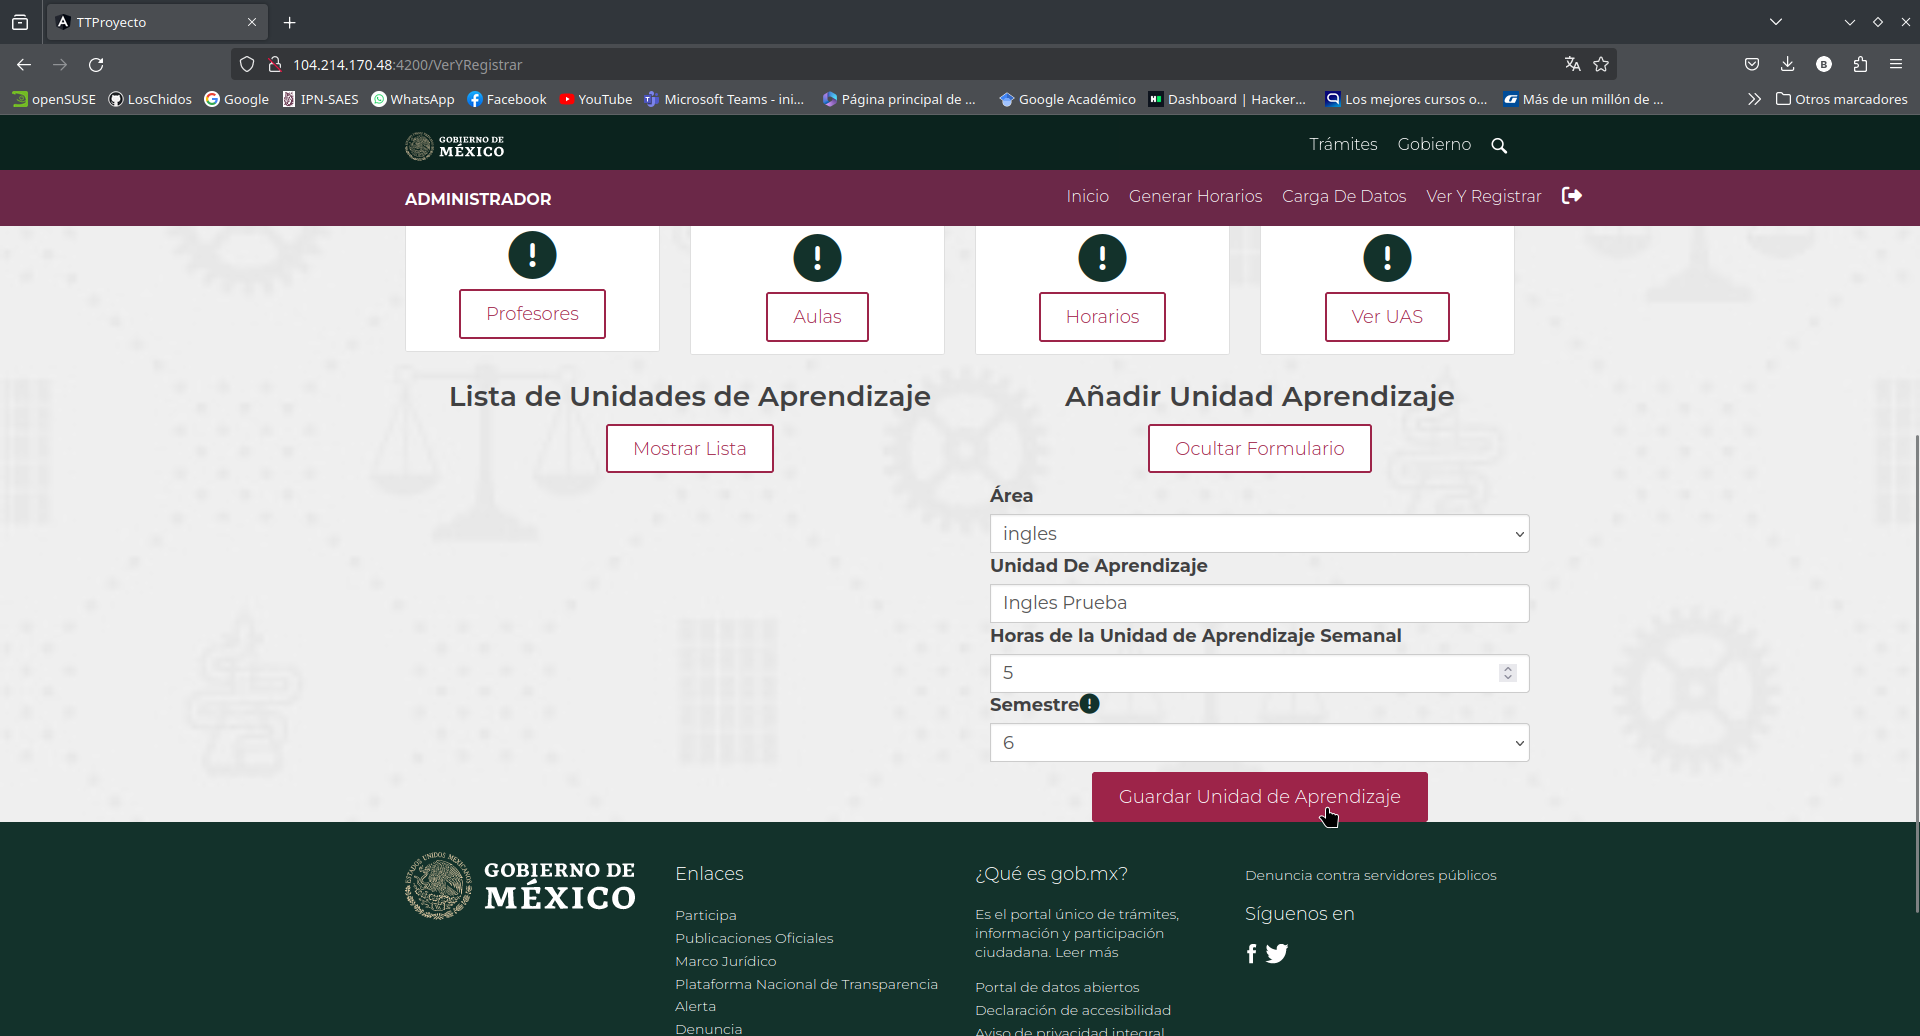 TTProyecto
104.214.170.48:4200/VerYRegistrar
openSUSE LosChidos Google IPN-SAES WhatsApp Facebook YouTube Microsoft Teams - ini... Página principal de ... Google Académico Dashboard | Hacker... Los mejores cursos o... Más de un millón de ... Otros marcadores
GOBIERNO DE
MÉXICO
Trámites Gobierno
ADMINISTRADOR
Inicio Generar Horarios Carga De Datos Ver Y Registrar
Profesores Aulas Horarios Ver UAS
Lista de Unidades de Aprendizaje
Mostrar Lista
Añadir Unidad Aprendizaje
Ocultar Formulario
Área
ingles
Unidad De Aprendizaje
Ingles Prueba
Horas de la Unidad de Aprendizaje Semanal
5
Semestre
6
Guardar Unidad de Aprendizaje
GOBIERNO DE
MÉXICO
Enlaces
Participa
Publicaciones Oficiales
Marco Jurídico
Plataforma Nacional de Transparencia
Alerta
Denuncia
¿Qué es gob.mx?
Es el portal único de trámites,
información y participación
ciudadana. Leer más
Portal de datos abiertos
Declaración de accesibilidad
Aviso de privacidad integral
Denuncia contra servidores públicos
Síguenos en